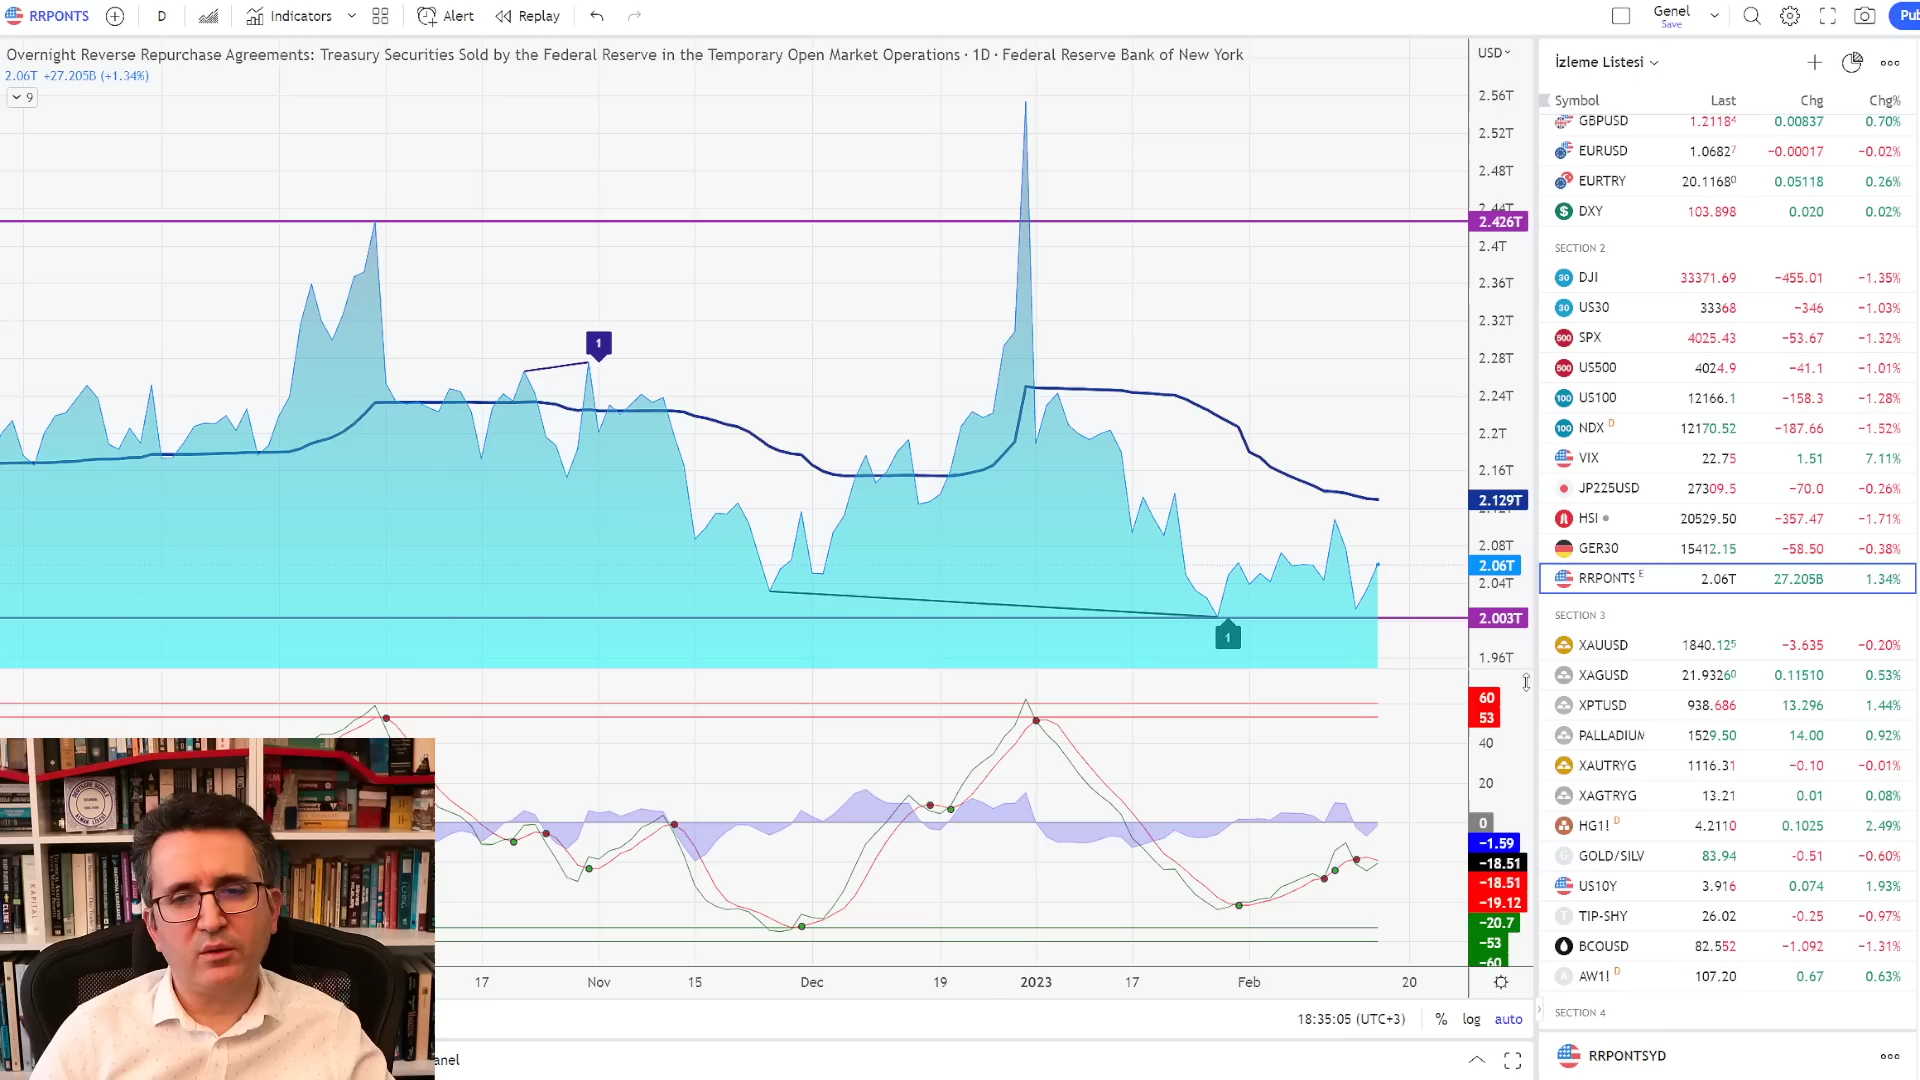 RRPONTS D Indicators Alert Replay Genel Save Pub
Overnight Reverse Repurchase Agreements: Treasury Securities Sold by the Federal Reserve in the Temporary Open Market Operations · 1D · Federal Reserve Bank of New York
2.06T +27.205B (+1.34%)
9
USD
2.56T
2.52T
2.48T
2.44T
2.426T
2.4T
2.36T
2.32T
2.28T
2.24T
2.2T
2.16T
2.129T
2.08T
2.06T
2.04T
2.003T
1.96T
1
1
60
53
40
20
0
−1.59
−18.51
−18.51
−19.12
−20.7
−53
−60
17 Nov 15 Dec 19 2023 17 Feb 20
18:35:05 (UTC+3) % log auto
anel
İzleme Listesi
Symbol Last Chg Chg%
GBPUSD 1.21184 0.00837 0.70%
EURUSD 1.06827 −0.00017 −0.02%
EURTRY 20.11680 0.05118 0.26%
DXY 103.898 0.020 0.02%
SECTION 2
30 DJI 33371.69 −455.01 −1.35%
30 US30 33368 −346 −1.03%
500 SPX 4025.43 −53.67 −1.32%
500 US500 4024.9 −41.1 −1.01%
100 US100 12166.1 −158.3 −1.28%
100 NDX D 12170.52 −187.66 −1.52%
VIX 22.75 1.51 7.11%
JP225USD 27309.5 −70.0 −0.26%
HSI 20529.50 −357.47 −1.71%
GER30 15412.15 −58.50 −0.38%
RRPONTS E 2.06T 27.205B 1.34%
SECTION 3
XAUUSD 1840.125 −3.635 −0.20%
XAGUSD 21.93260 0.11510 0.53%
XPTUSD 938.686 13.296 1.44%
PALLADIUM 1529.50 14.00 0.92%
XAUTRYG 1116.31 −0.10 −0.01%
XAGTRYG 13.21 0.01 0.08%
HG1! D 4.2110 0.1025 2.49%
G GOLD/SILV 83.94 −0.51 −0.60%
US10Y 3.916 0.074 1.93%
T TIP-SHY 26.02 −0.25 −0.97%
BCOUSD 82.552 −1.092 −1.31%
A AW1! D 107.20 0.67 0.63%
SECTION 4
RRPONTSYD